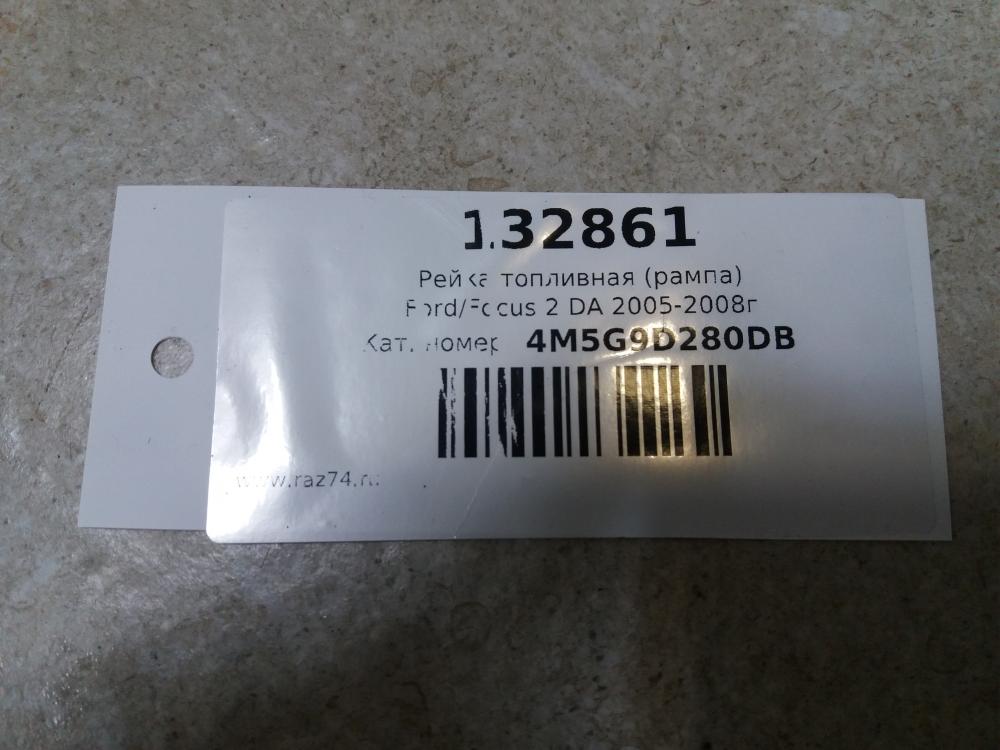 132861
Рейка топливная (рампа)
Ford/Focus 2 DA 2005-2008г
Кат. номер 4M5G9D280DB
www.raz74.ru